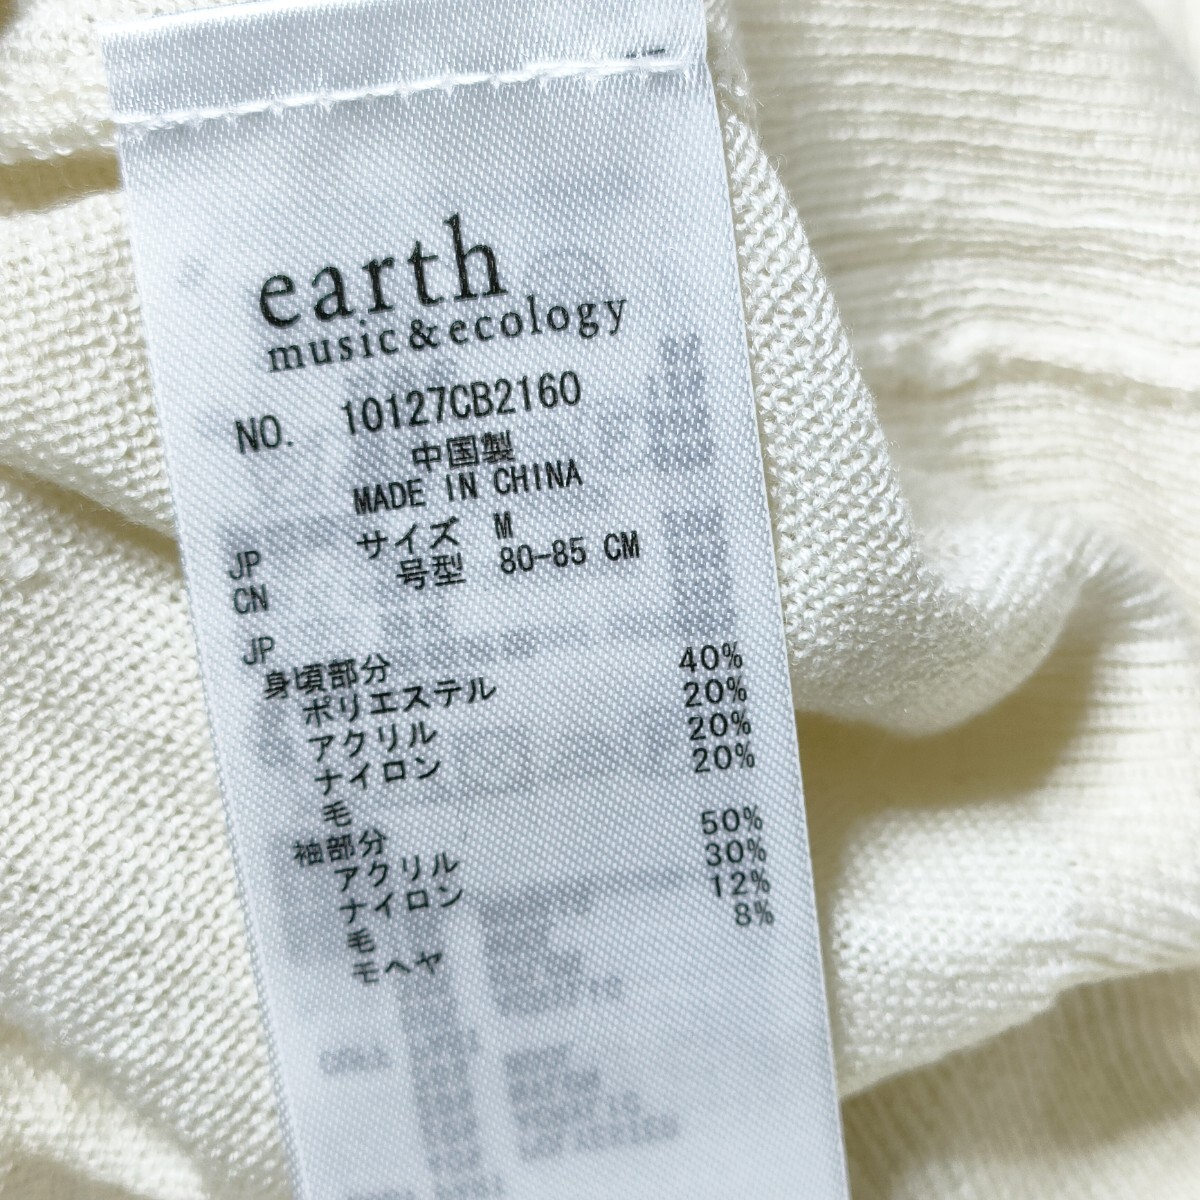 earth
music&ecology
NO. 10127CB2160
中国製
MADE IN CHINA
JP サイズ M
CN 号型 80-85 CM
JP
身頃部分
ポリエステル 40%
アクリル 20%
ナイロン 20%
毛 20%
袖部分
アクリル 50%
ナイロン 30%
毛 12%
モヘヤ 8%